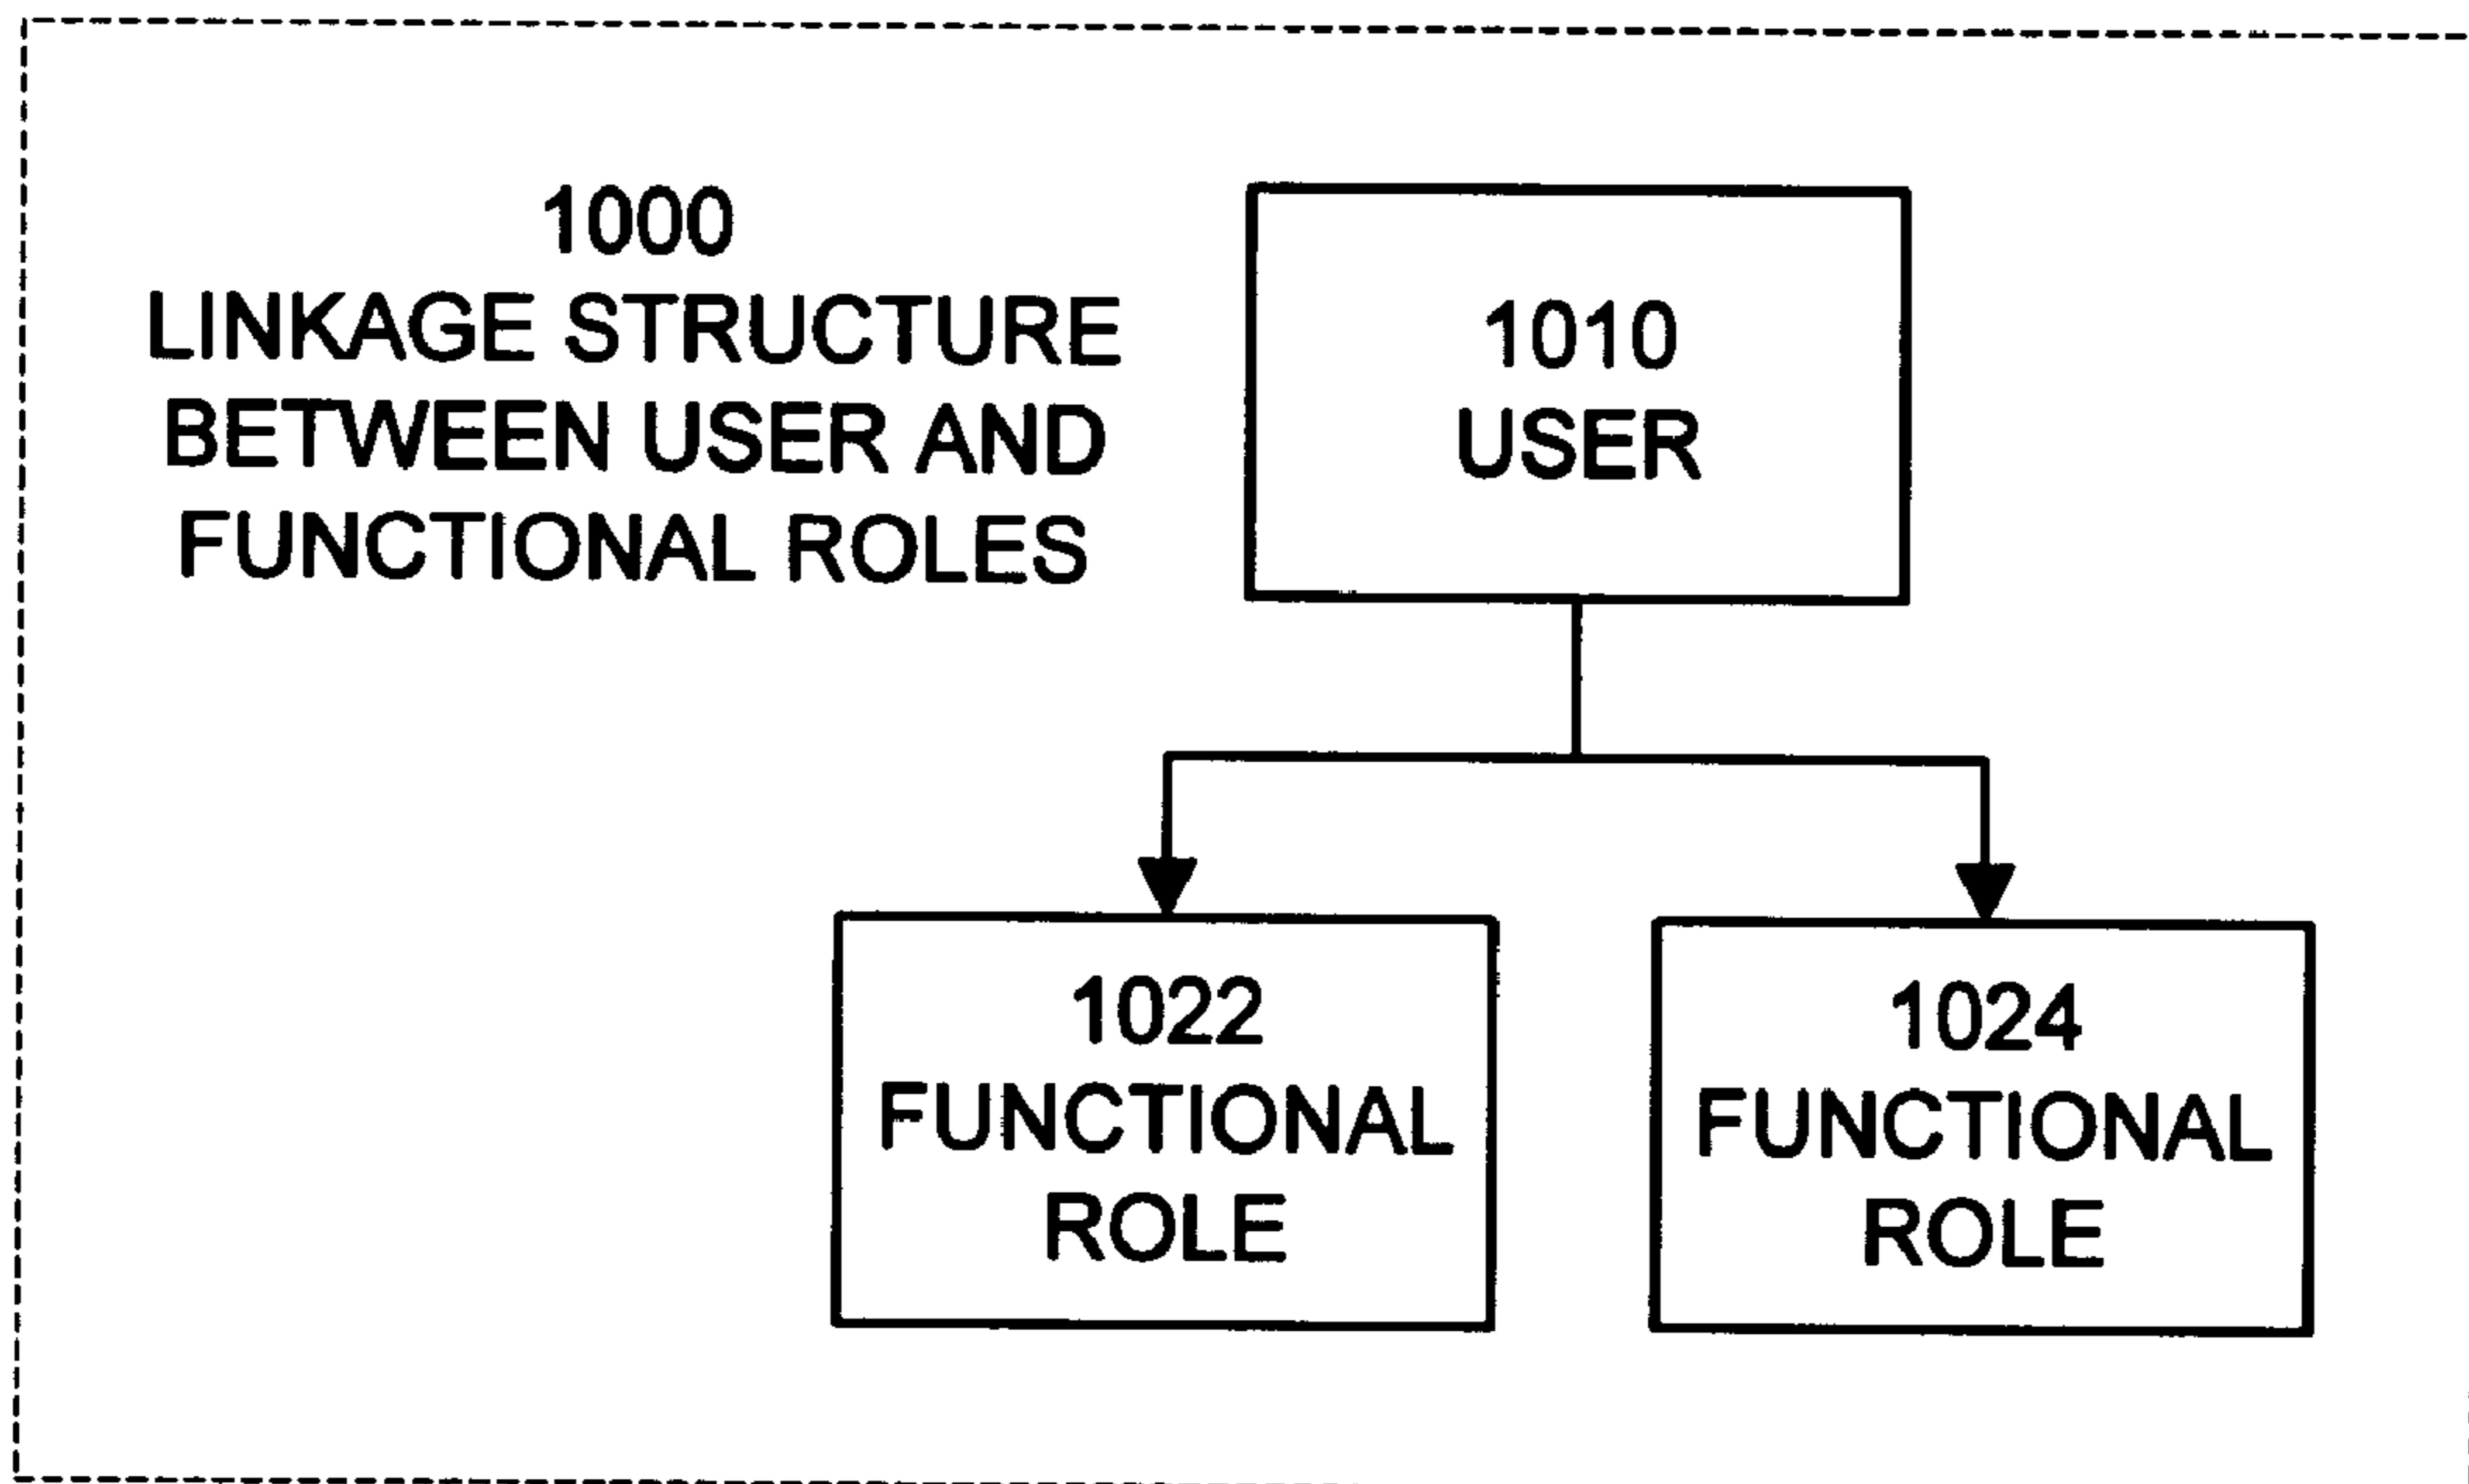 1000
LINKAGE STRUCTURE
BETWEEN USER AND
FUNCTIONAL ROLES
1010
USER
1022
FUNCTIONAL
ROLE
1024
FUNCTIONAL
ROLE